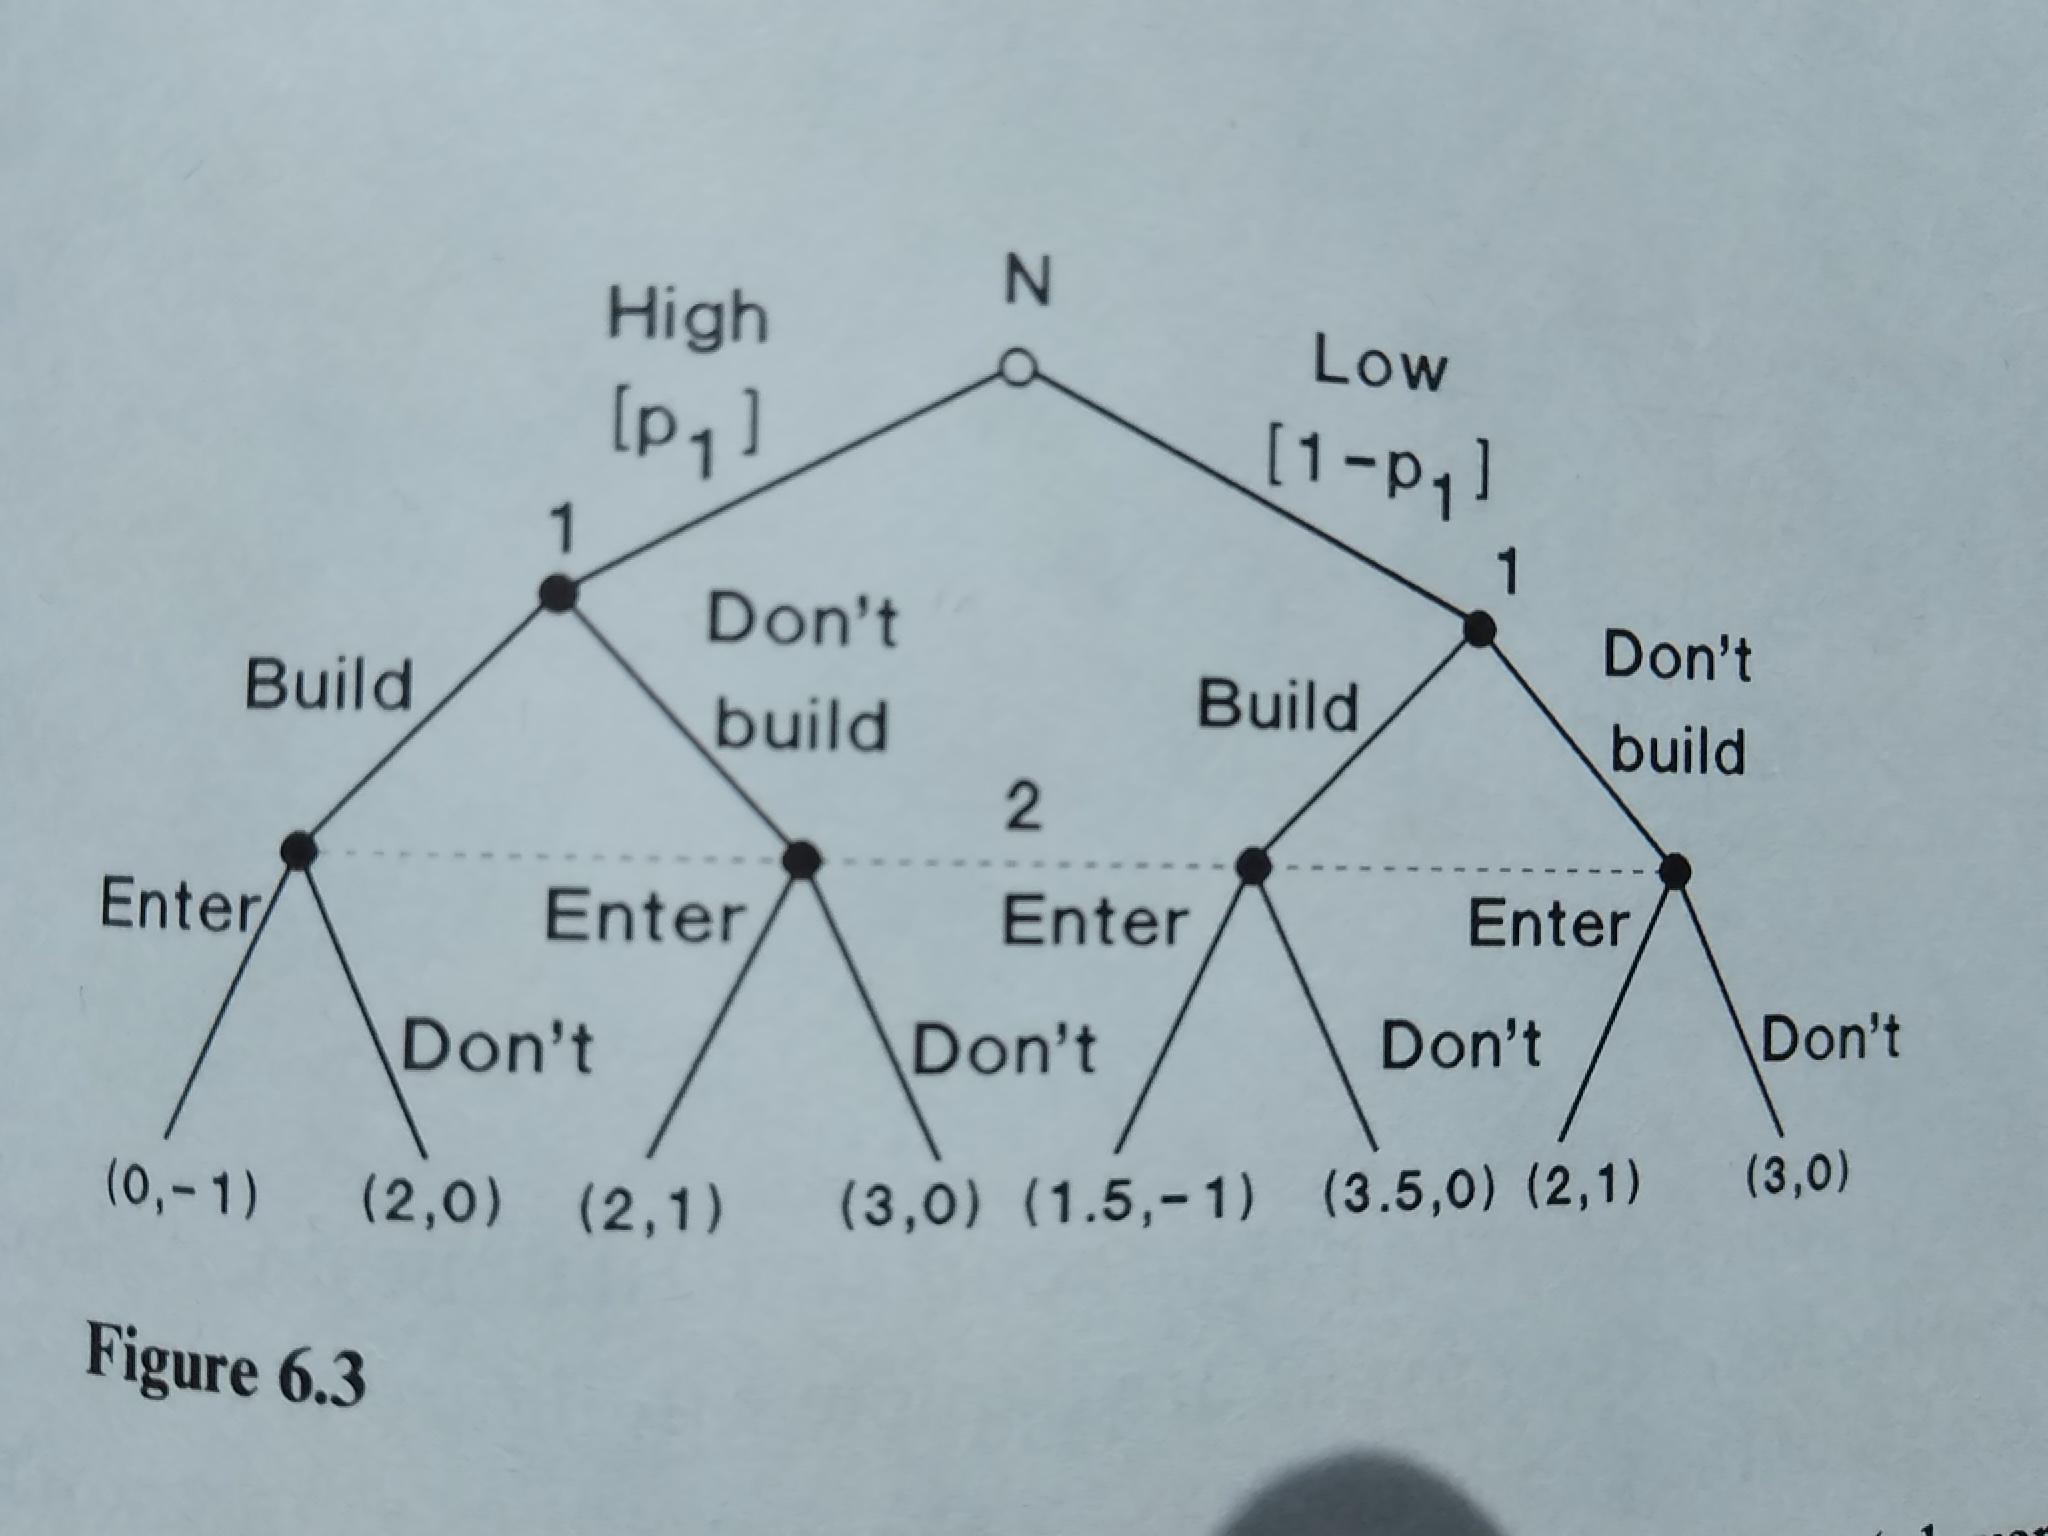 N
High
[p1]
Low
[1-p1]
1
1
Build
Don't
build
Build
Don't
build
2
Enter
Enter
Enter
Enter
Don't
Don't
Don't
Don't
(0,-1)
(2,0)
(2,1)
(3,0)
(1.5,-1)
(3.5,0)
(2,1)
(3,0)
Figure 6.3